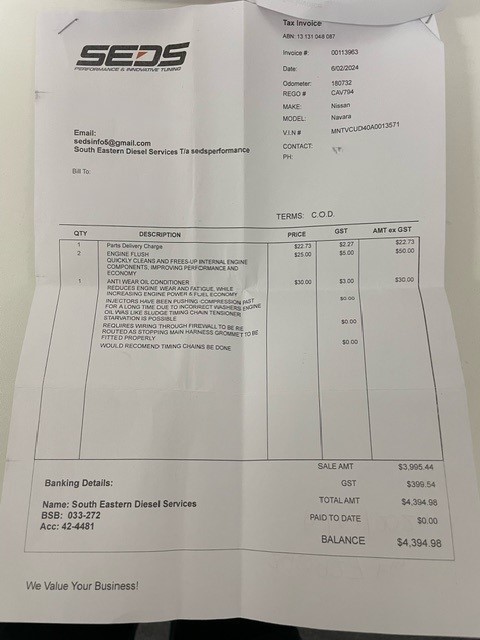 SEDS
PERFORMANCE & INNOVATIVE TUNING
Tax Invoice
ABN: 13 131 048 087
Invoice #: 00113963
Date: 6/02/2024
Odometer: 180732
REGO # CAV794
MAKE: Nissan
MODEL: Navara
V.I.N # MNTVCUD40A0013571
CONTACT:
PH:
Email:
sedsinfo5@gmail.com
South Eastern Diesel Services T/a sedsperformance
Bill To:
TERMS: C.O.D.
QTY DESCRIPTION PRICE GST AMT ex GST
1 Parts Delivery Charge $22.73 $2.27 $22.73
2 ENGINE FLUSH $25.00 $5.00 $50.00
QUICKLY CLEANS AND FREES-UP INTERNAL ENGINE
COMPONENTS, IMPROVING PERFORMANCE AND
ECONOMY
1 ANTI WEAR OIL CONDITIONER $30.00 $3.00 $30.00
REDUCES ENGINE WEAR AND FATIGUE, WHILE
INCREASING ENGINE POWER & FUEL ECONOMY
INJECTORS HAVE BEEN PUSHING COMPRESSION PAST $0.00
FOR A LONG TIME DUE TO INCORRECT WASHERS ENGINE
OIL WAS LIKE SLUDGE TIMING CHAIN TENSIONER
STARVATION IS POSSIBLE
REQUIRES WIRING THROUGH FIREWALL TO BE RE $0.00
ROUTED AS STOPPING MAIN HARNESS GROMMET TO BE
FITTED PROPERLY
WOULD RECOMEND TIMING CHAINS BE DONE $0.00
SALE AMT $3,995.44
GST $399.54
TOTAL AMT $4,394.98
PAID TO DATE $0.00
BALANCE $4,394.98
Banking Details:
Name: South Eastern Diesel Services
BSB: 033-272
Acc: 42-4481
We Value Your Business!